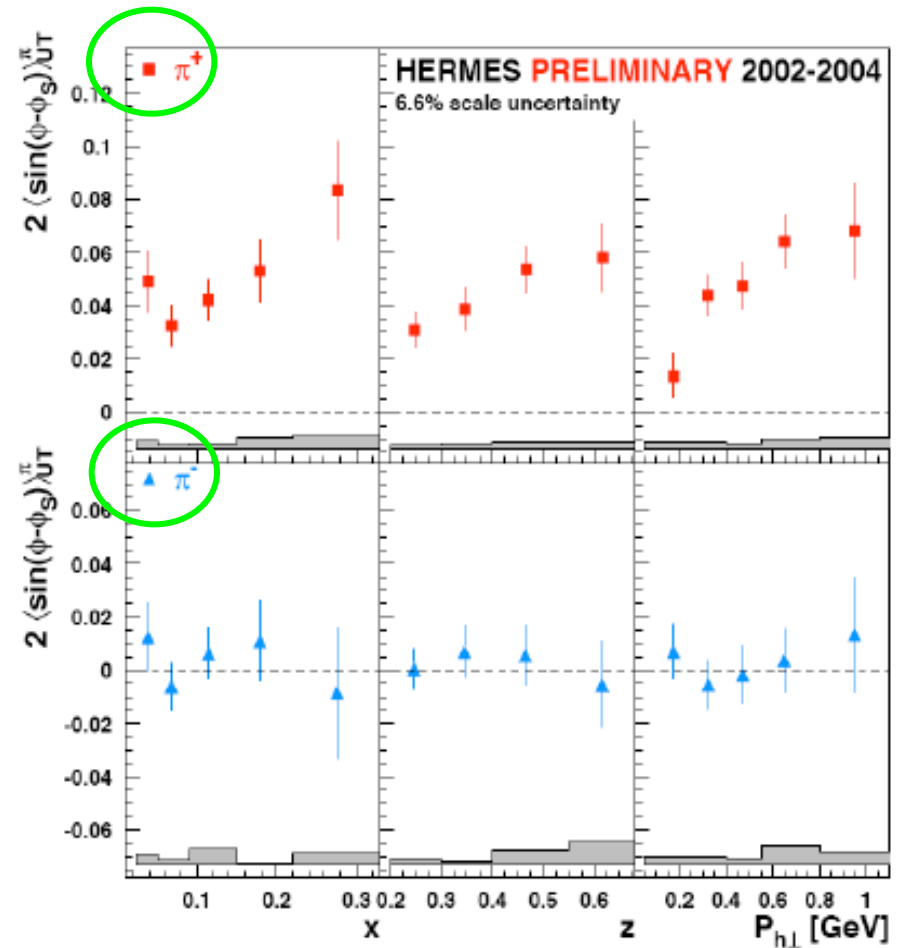 2 ⟨sin(ϕ-ϕS)⟩πUT
π+
HERMES PRELIMINARY 2002-2004
6.6% scale uncertainty
0.12
0.1
0.08
0.06
0.04
0.02
0
2 ⟨sin(ϕ-ϕS)⟩πUT
π-
0.06
0.04
0.02
0
-0.02
-0.04
-0.06
0.1 0.2 0.3 0.2 0.3 0.4 0.5 0.6 0.2 0.4 0.6 0.8 1
x z Ph⊥ [GeV]